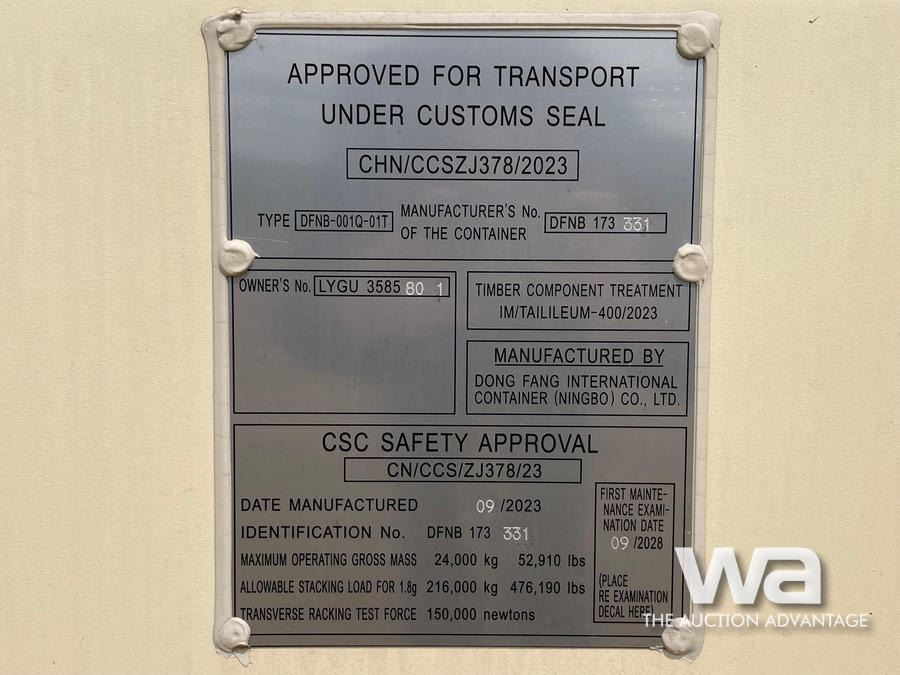 APPROVED FOR TRANSPORT
UNDER CUSTOMS SEAL
CHN/CCSZJ378/2023
TYPE DFNB-001Q-01T MANUFACTURER'S No. OF THE CONTAINER DFNB 173 331
OWNER'S No. LYGU 3585 80 1
TIMBER COMPONENT TREATMENT
IM/TAILILEUM-400/2023
MANUFACTURED BY
DONG FANG INTERNATIONAL
CONTAINER (NINGBO) CO., LTD.
CSC SAFETY APPROVAL
CN/CCS/ZJ378/23
DATE MANUFACTURED 09 /2023
IDENTIFICATION No. DFNB 173 331
MAXIMUM OPERATING GROSS MASS 24,000 kg 52,910 lbs
ALLOWABLE STACKING LOAD FOR 1.8g 216,000 kg 476,190 lbs
TRANSVERSE RACKING TEST FORCE 150,000 newtons
FIRST MAINTE-
NANCE EXAMI-
NATION DATE
09 /2028
(PLACE
RE EXAMINATION
DECAL HERE)
wa
THE AUCTION ADVANTAGE